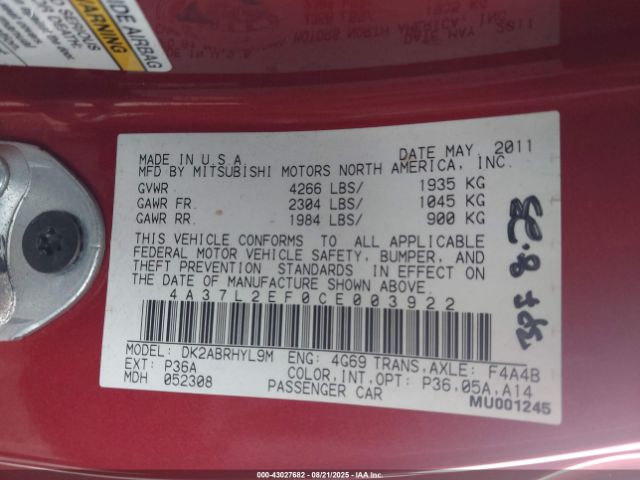 SIDE AIRBAG
MADE IN U.S.A. DATE MAY 2011
MFD BY MITSUBISHI MOTORS NORTH AMERICA, INC.
GVWR 4266 LBS/ 1935 KG
GAWR FR. 2304 LBS/ 1045 KG
GAWR RR. 1984 LBS/ 900 KG
THIS VEHICLE CONFORMS TO ALL APPLICABLE
FEDERAL MOTOR VEHICLE SAFETY, BUMPER, AND
THEFT PREVENTION STANDARDS IN EFFECT ON
THE DATE OF MANUFACTURE SHOWN ABOVE.
4A37L2EF0CE003922
MODEL: DK2ABRHYL9M ENG: 4G69 TRANS,AXLE: F4A4B
EXT: P36A COLOR,INT,OPT: P36,05A,A14
MDH 052308 PASSENGER CAR
MU001245
000-43027682 - 08/21/2025 - IAAI.COM